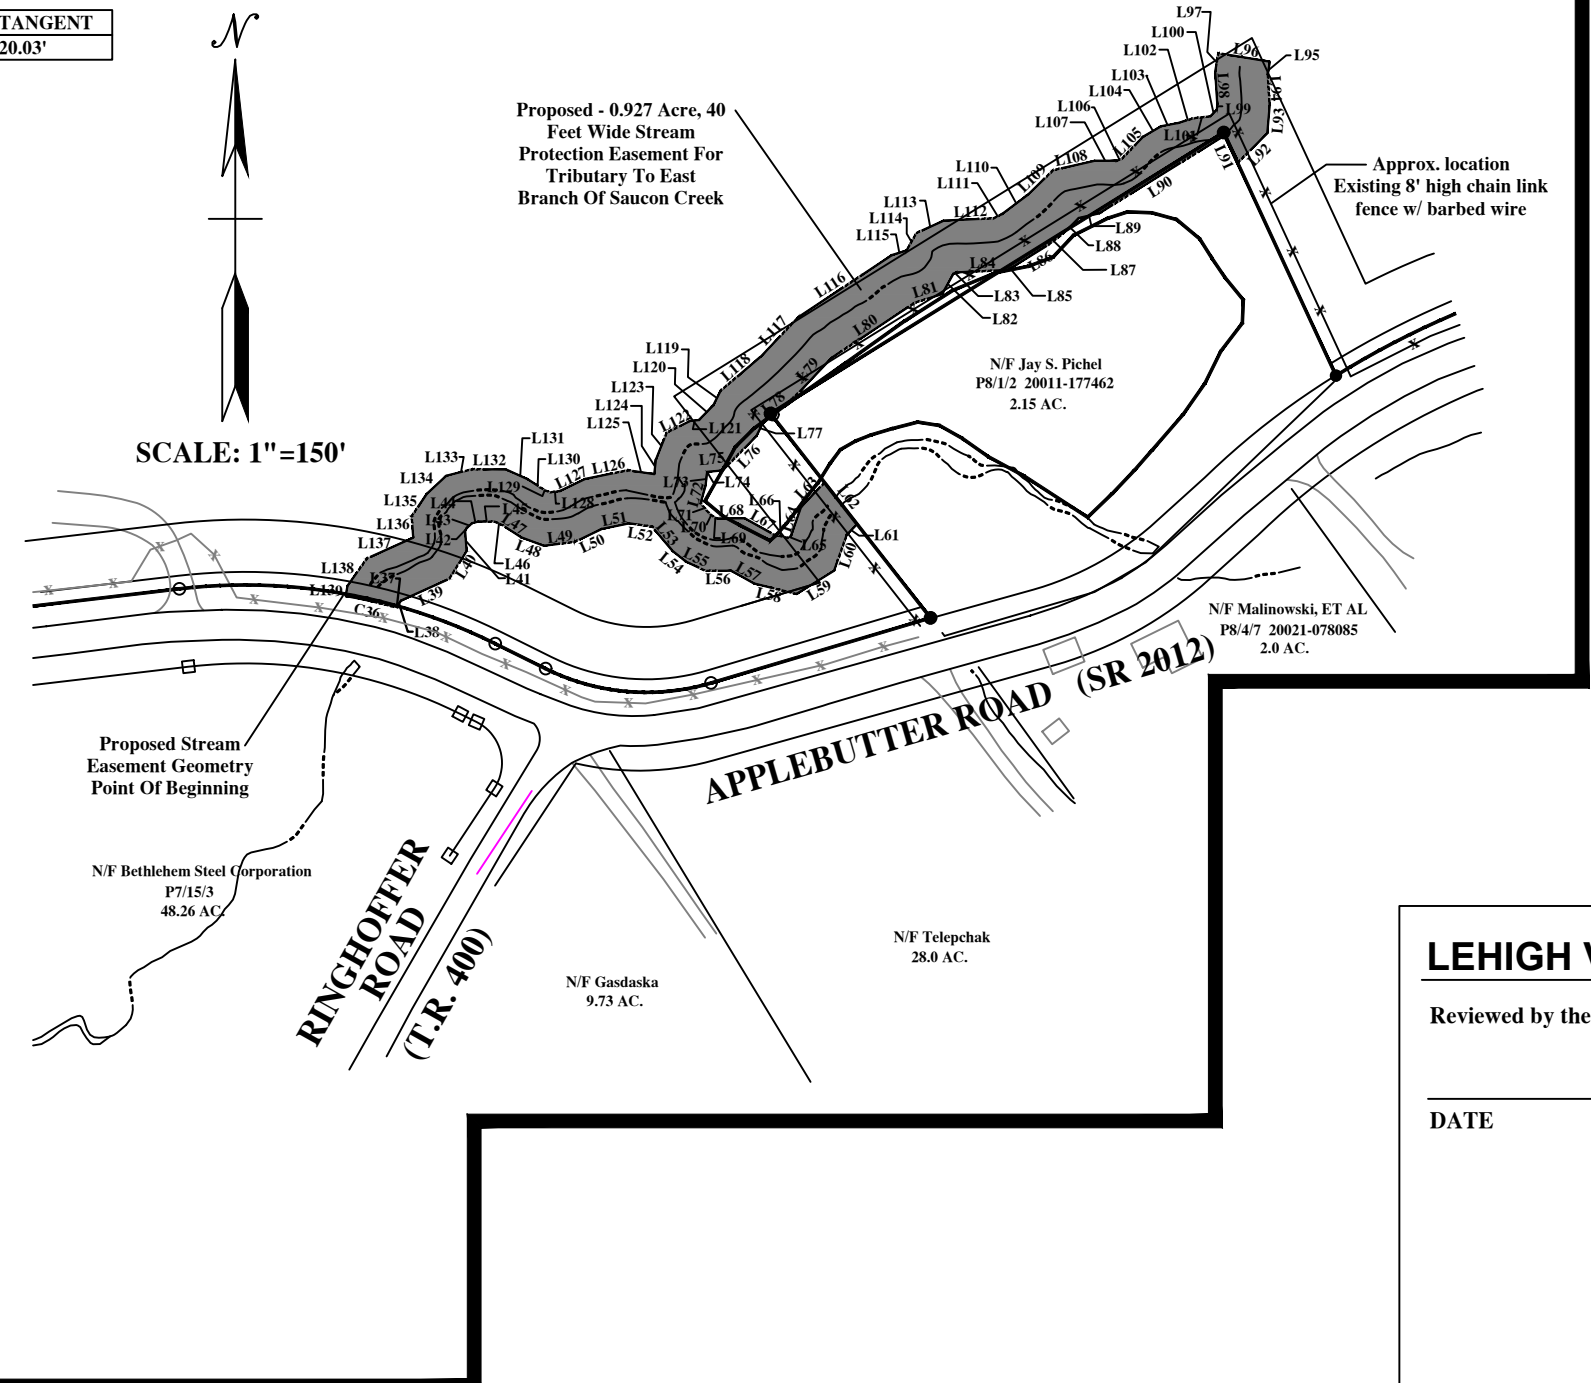 TANGENT
20.03'
N
SCALE: 1"=150'
Proposed - 0.927 Acre, 40
Feet Wide Stream
Protection Easement For
Tributary To East
Branch Of Saucon Creek
Approx. location
Existing 8' high chain link
fence w/ barbed wire
L97
L96
L95
L100
L102
L98
L93
L103
L104
L99
L106
L101
L107
L105
L92
L91
L108
L110
L109
L90
L111
L113
L112
L114
L89
L115
L88
L86
L87
L84
L116
L81
L83
L85
L82
L117
L80
L119
L118
L79
L120
L123
L78
L124
L122
L121
L77
L125
L131
L76
L133
L132
L130
L126
L75
L134
L127
L73
L74
L129
L72
L63
L62
L135
L44
L45
L128
L66
L136
L43
L47
L71
L68
L67
L64
L51
L70
L61
L137
L42
L49
L50
L52
L53
L69
L65
L48
L46
L55
L60
L138
L40
L41
L54
L56
L57
L37
L139
L39
L58
L59
C36
L38
N/F Jay S. Pichel
P8/1/2 20011-177462
2.15 AC.
N/F Malinowski, ET AL
P8/4/7 20021-078085
2.0 AC.
APPLEBUTTER ROAD (SR 2012)
Proposed Stream
Easement Geometry
Point Of Beginning
N/F Bethlehem Steel Corporation
P7/15/3
48.26 AC.
RINGHOFFER
ROAD
(T.R. 400)
N/F Gasdaska
9.73 AC.
N/F Telepchak
28.0 AC.
LEHIGH V
Reviewed by the
DATE